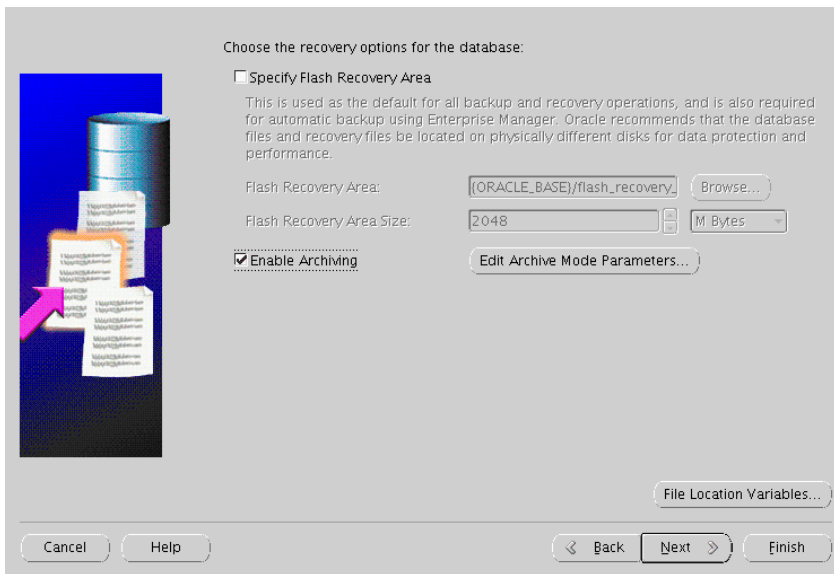 Choose the recovery options for the database:
Specify Flash Recovery Area
This is used as the default for all backup and recovery operations, and is also required
for automatic backup using Enterprise Manager. Oracle recommends that the database
files and recovery files be located on physically different disks for data protection and
performance.
Flash Recovery Area: {ORACLE_BASE}/flash_recovery_ Browse...
Flash Recovery Area Size: 2048 M Bytes
Enable Archiving Edit Archive Mode Parameters...
File Location Variables...
Cancel Help Back Next Finish